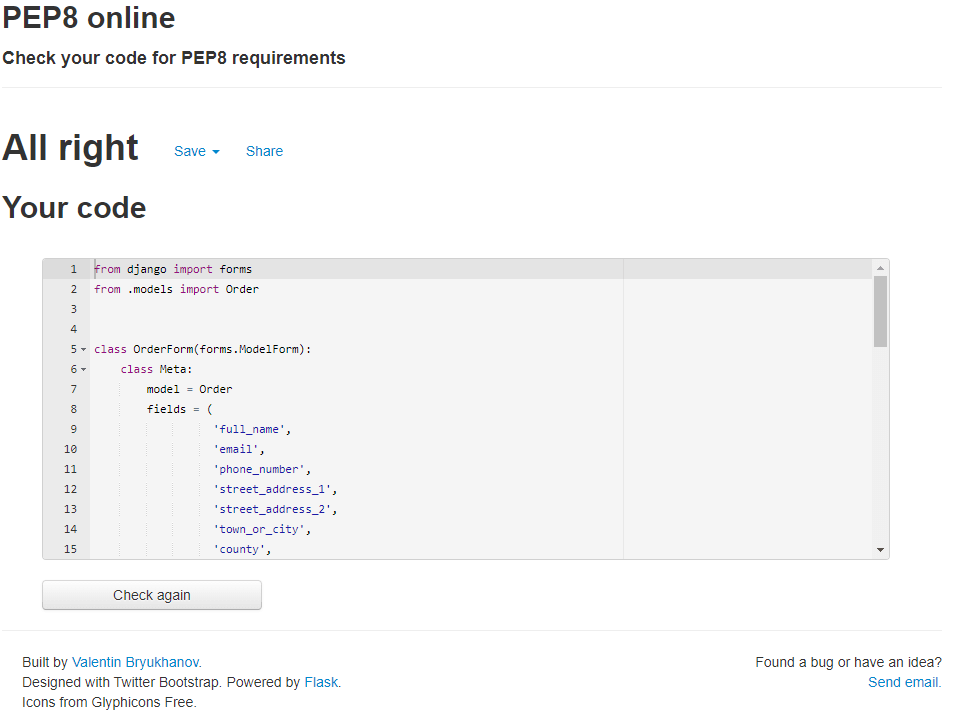 PEP8 online
Check your code for PEP8 requirements
All right Save Share
Your code
1 from django import forms
2 from .models import Order
3
4
5 class OrderForm(forms.ModelForm):
6     class Meta:
7         model = Order
8         fields = (
9                   'full_name',
10                   'email',
11                   'phone_number',
12                   'street_address_1',
13                   'street_address_2',
14                   'town_or_city',
15                   'county',
Check again
Built by Valentin Bryukhanov.
Designed with Twitter Bootstrap. Powered by Flask.
Icons from Glyphicons Free.
Found a bug or have an idea?
Send email.